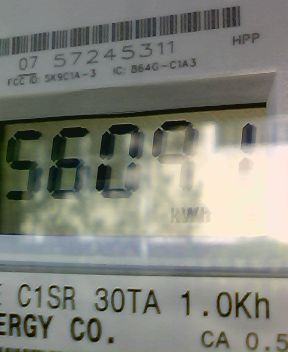 07 57245311
HPP
FCC ID: SK9C1A-3 IC: 864G-C1A3
56091
kWh
C1SR 30TA 1.0Kh
ERGY CO.
CA 0.5